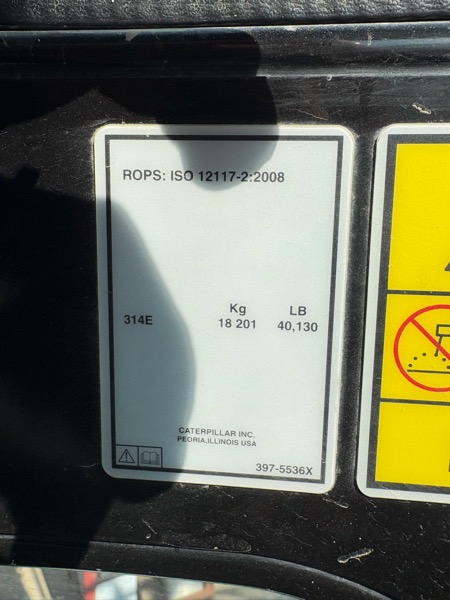 ROPS: ISO 12117-2:2008
Kg LB
314E 18 201 40,130
CATERPILLAR INC.
PEORIA,ILLINOIS USA
397-5536X